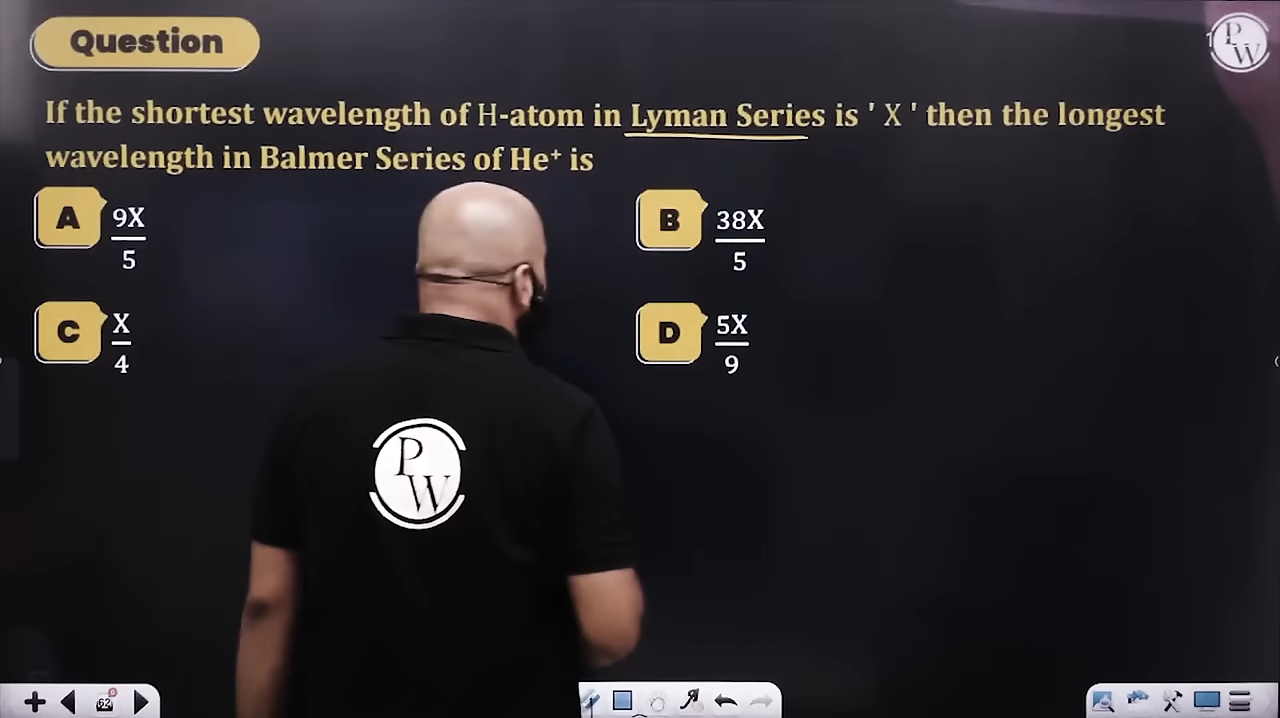 Question
If the shortest wavelength of H-atom in Lyman Series is ' X ' then the longest
wavelength in Balmer Series of He⁺ is
A 9X/5
B 38X/5
C X/4
D 5X/9
P
W
P
W
62